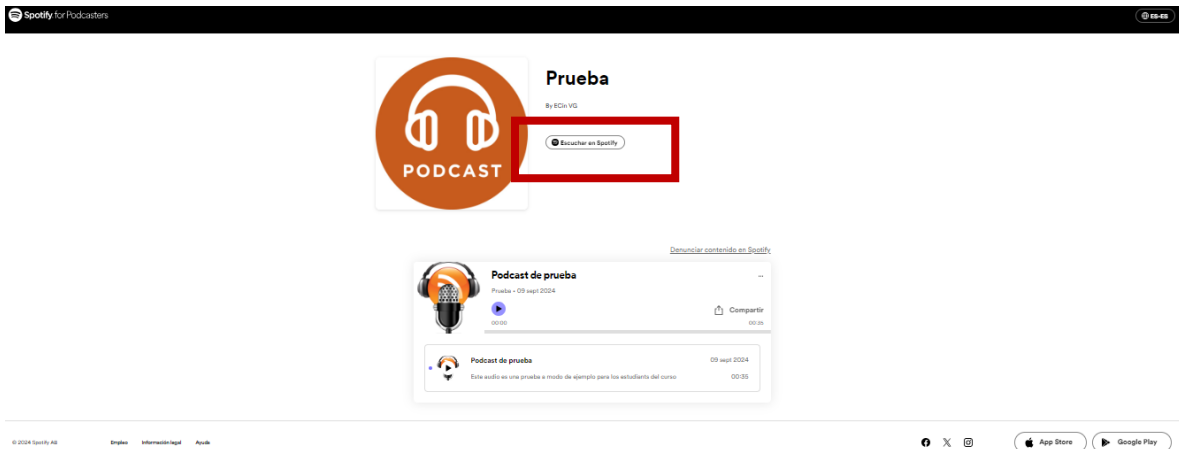 Spotify for Podcasters
ES-ES
PODCAST
Prueba
By ECin VG
Escuchar en Spotify
Denunciar contenido en Spotify
Podcast de prueba
...
Prueba • 09 sept 2024
Compartir
00:00
00:35
Podcast de prueba
09 sept 2024
Este audio es una prueba a modo de ejemplo para los estudiants del curso
00:35
© 2024 Spotify AB
Empleo
Información legal
Ayuda
App Store
Google Play